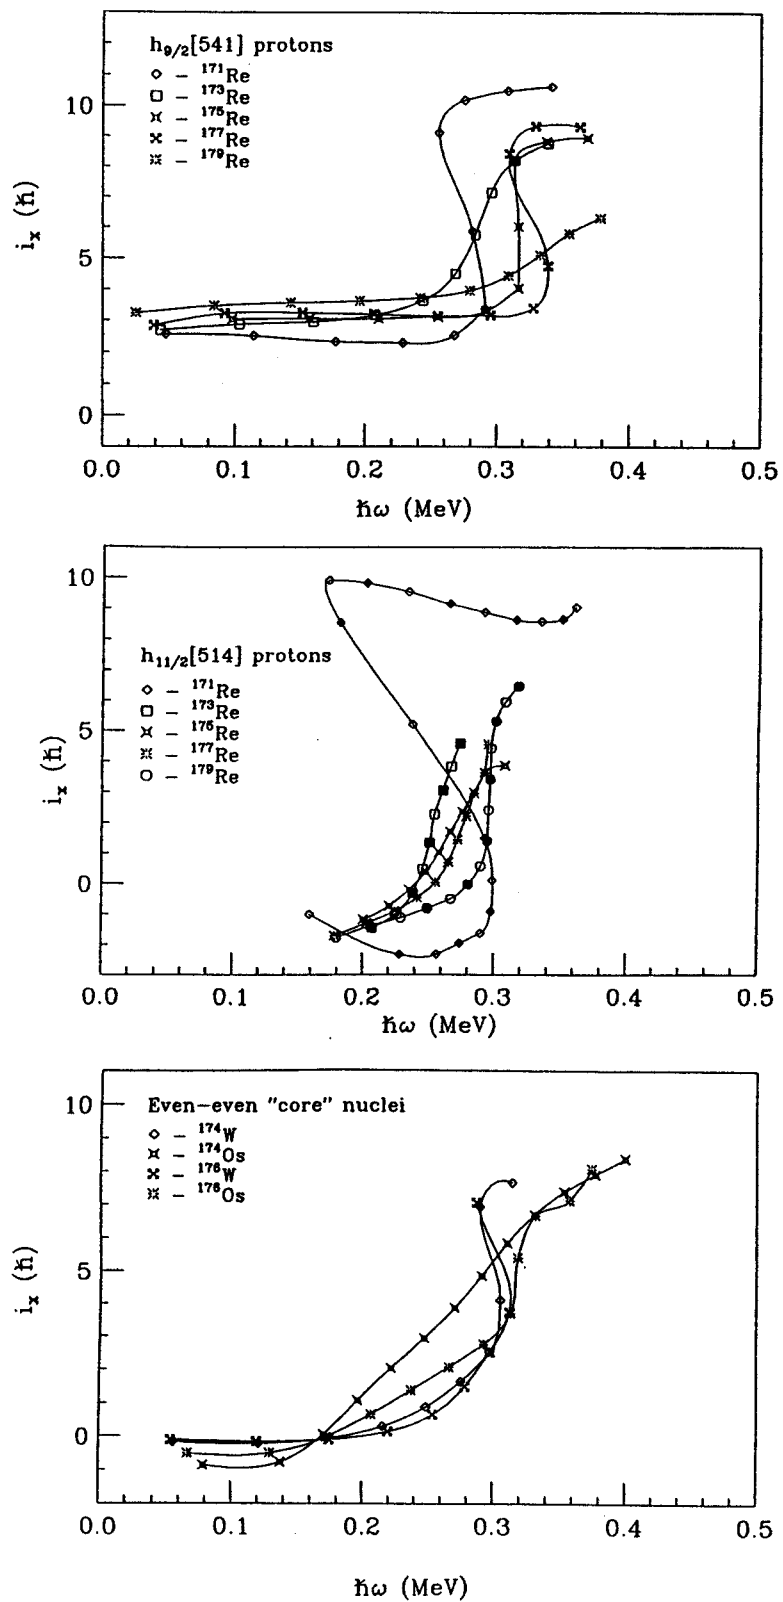 h9/2[541] protons
◇ – 171Re
□ – 173Re
¤ – 175Re
✖ – 177Re
✳ – 179Re
10
5
0
ix (ℏ)
0.0 0.1 0.2 0.3 0.4 0.5
ℏω (MeV)
10
h11/2[514] protons
◇ – 171Re
□ – 173Re
¤ – 175Re
✳ – 177Re
○ – 179Re
5
0
ix (ℏ)
0.0 0.1 0.2 0.3 0.4 0.5
ℏω (MeV)
10
Even–even "core" nuclei
◇ – 174W
¤ – 174Os
✖ – 176W
✳ – 176Os
5
0
ix (ℏ)
0.0 0.1 0.2 0.3 0.4 0.5
ℏω (MeV)